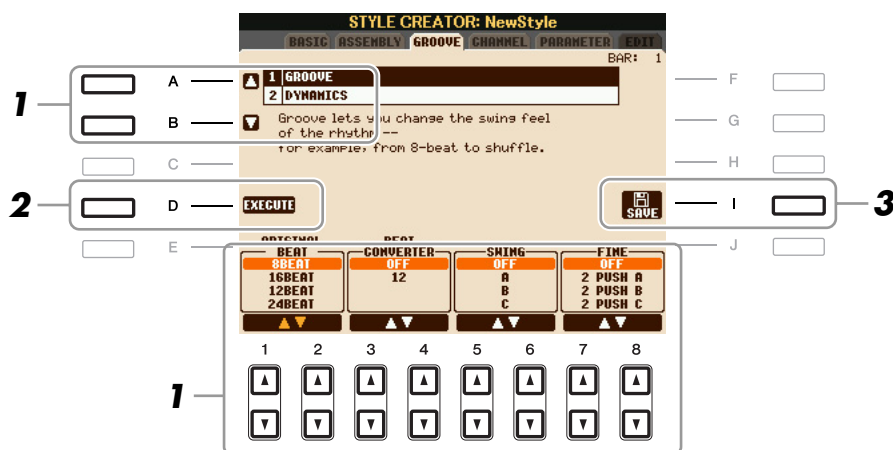 STYLE CREATOR: NewStyle
BASIC ASSEMBLY GROOVE CHANNEL PARAMETER EDIT
BAR: 1
1 GROOVE
2 DYNAMICS
Groove lets you change the swing feel
of the rhythm --
for example, from 8-beat to shuffle.
EXECUTE
SAVE
ORIGINAL BEAT
BEAT CONVERTER SWING FINE
8BEAT OFF OFF OFF
16BEAT 12 A 2 PUSH A
12BEAT B 2 PUSH B
24BEAT C 2 PUSH C
1 2 3 4 5 6 7 8
A
B
C
D
E
F
G
H
I
J
1
2
3
1